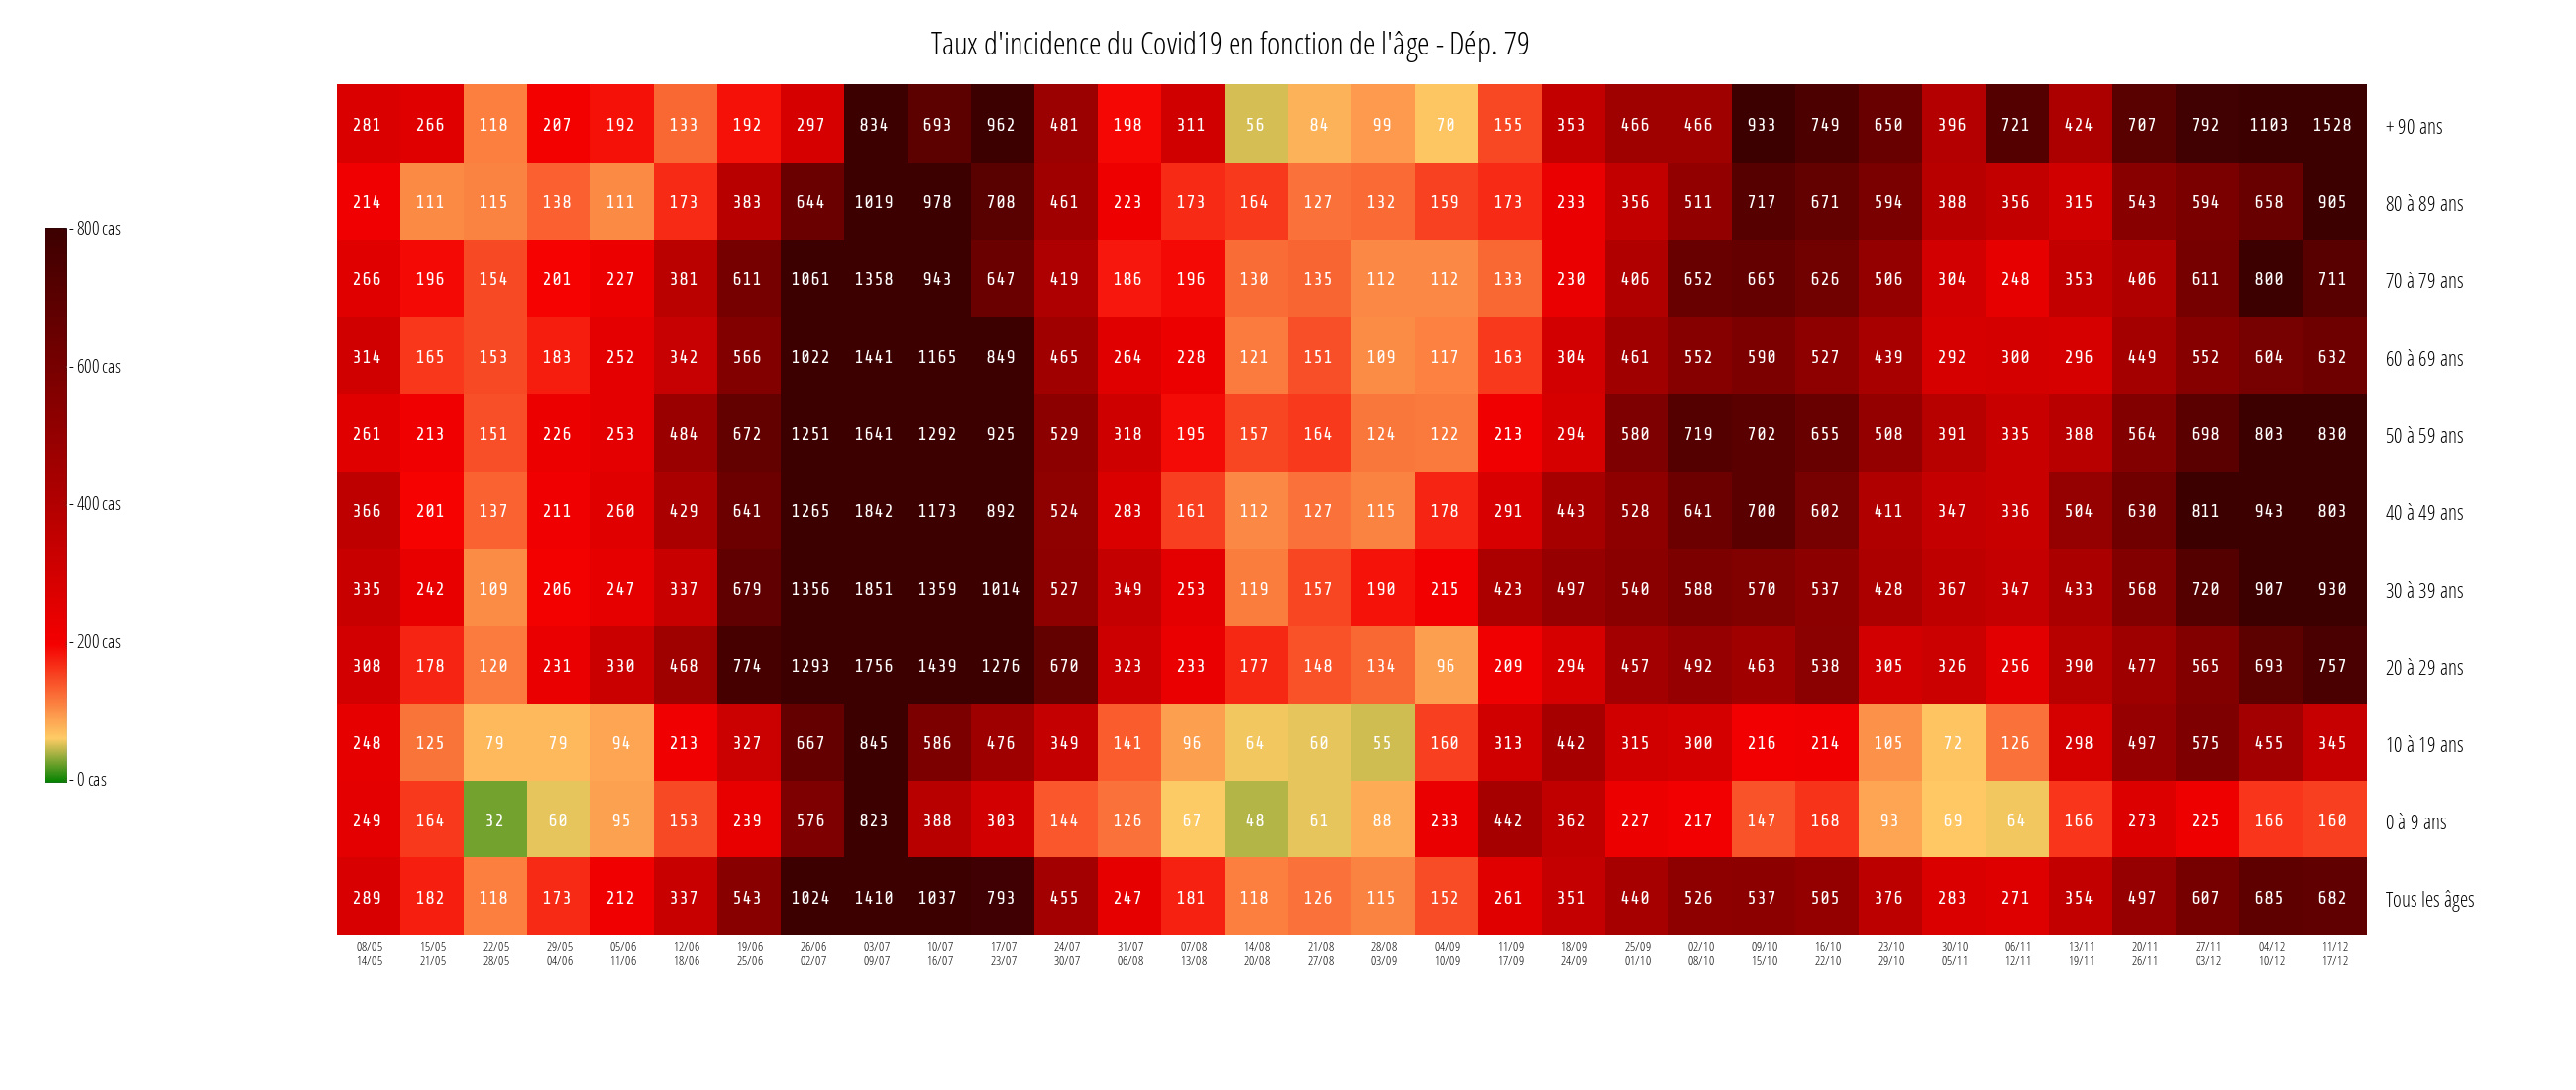 Taux d'incidence du Covid19 en fonction de l'âge - Dép. 79
281 266 118 207 192 133 192 297 834 693 962 481 198 311 56 84 99 70 155 353 466 466 933 749 650 396 721 424 707 792 1103 1528 + 90 ans
214 111 115 138 111 173 383 644 1019 978 708 461 223 173 164 127 132 159 173 233 356 511 717 671 594 388 356 315 543 594 658 905 80 à 89 ans
- 800 cas
266 196 154 201 227 381 611 1061 1358 943 647 419 186 196 130 135 112 112 133 230 406 652 665 626 506 304 248 353 406 611 800 711 70 à 79 ans
314 165 153 183 252 342 566 1022 1441 1165 849 465 264 228 121 151 109 117 163 304 461 552 590 527 439 292 300 296 449 552 604 632 60 à 69 ans
- 600 cas
261 213 151 226 253 484 672 1251 1641 1292 925 529 318 195 157 164 124 122 213 294 580 719 702 655 508 391 335 388 564 698 803 830 50 à 59 ans
- 400 cas
366 201 137 211 260 429 641 1265 1842 1173 892 524 283 161 112 127 115 178 291 443 528 641 700 602 411 347 336 504 630 811 943 803 40 à 49 ans
335 242 109 206 247 337 679 1356 1851 1359 1014 527 349 253 119 157 190 215 423 497 540 588 570 537 428 367 347 433 568 720 907 930 30 à 39 ans
- 200 cas
308 178 120 231 330 468 774 1293 1756 1439 1276 670 323 233 177 148 134 96 209 294 457 492 463 538 305 326 256 390 477 565 693 757 20 à 29 ans
248 125 79 79 94 213 327 667 845 586 476 349 141 96 64 60 55 160 313 442 315 300 216 214 105 72 126 298 497 575 455 345 10 à 19 ans
- 0 cas
249 164 32 60 95 153 239 576 823 388 303 144 126 67 48 61 88 233 442 362 227 217 147 168 93 69 64 166 273 225 166 160 0 à 9 ans
289 182 118 173 212 337 543 1024 1410 1037 793 455 247 181 118 126 115 152 261 351 440 526 537 505 376 283 271 354 497 607 685 682 Tous les âges
08/05 15/05 22/05 29/05 05/06 12/06 19/06 26/06 03/07 10/07 17/07 24/07 31/07 07/08 14/08 21/08 28/08 04/09 11/09 18/09 25/09 02/10 09/10 16/10 23/10 30/10 06/11 13/11 20/11 27/11 04/12 11/12
14/05 21/05 28/05 04/06 11/06 18/06 25/06 02/07 09/07 16/07 23/07 30/07 06/08 13/08 20/08 27/08 03/09 10/09 17/09 24/09 01/10 08/10 15/10 22/10 29/10 05/11 12/11 19/11 26/11 03/12 10/12 17/12